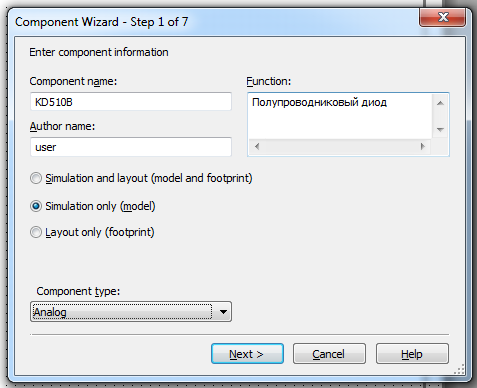 Component Wizard - Step 1 of 7
Enter component information
Component name:
KD510B
Function:
Полупроводниковый диод
Author name:
user
Simulation and layout (model and footprint)
Simulation only (model)
Layout only (footprint)
Component type:
Analog
Next >
Cancel
Help